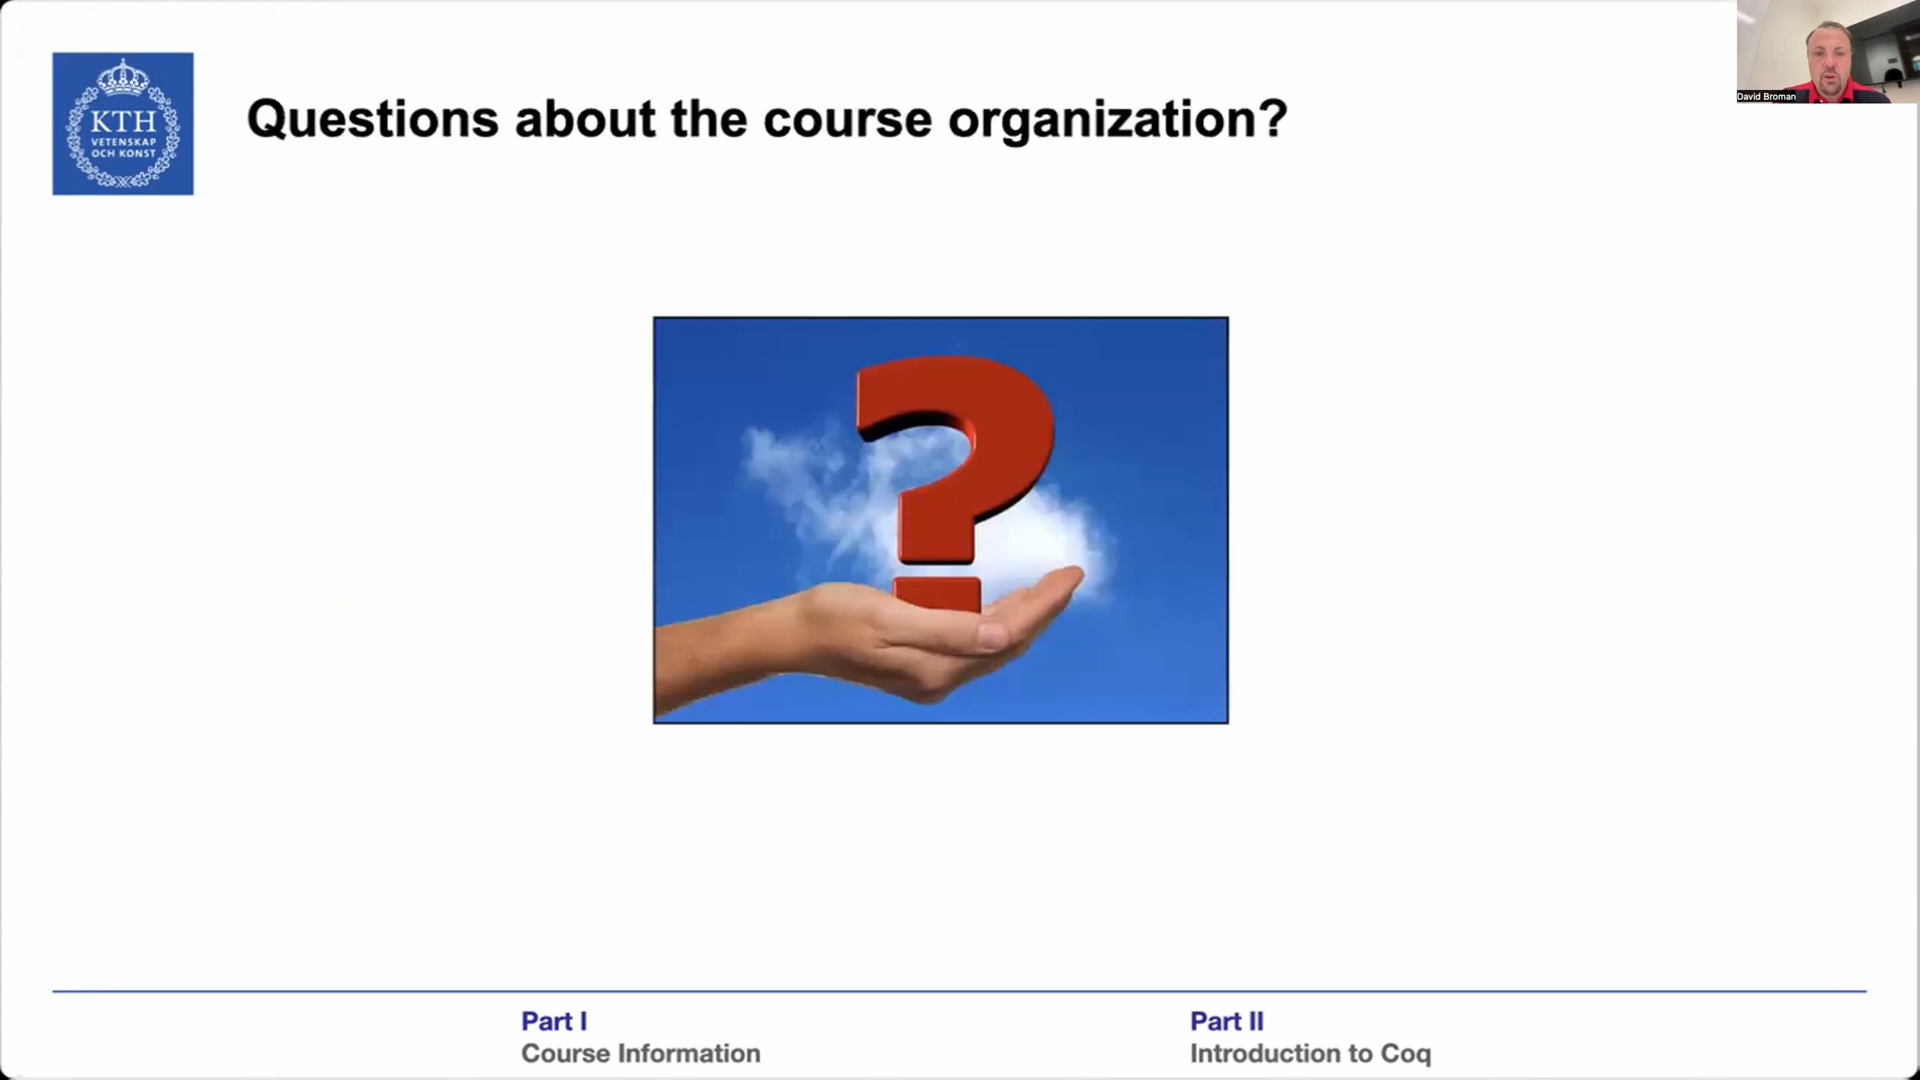 David Broman
KTH
VETENSKAP
OCH KONST
Questions about the course organization?
Part I
Course Information
Part II
Introduction to Coq